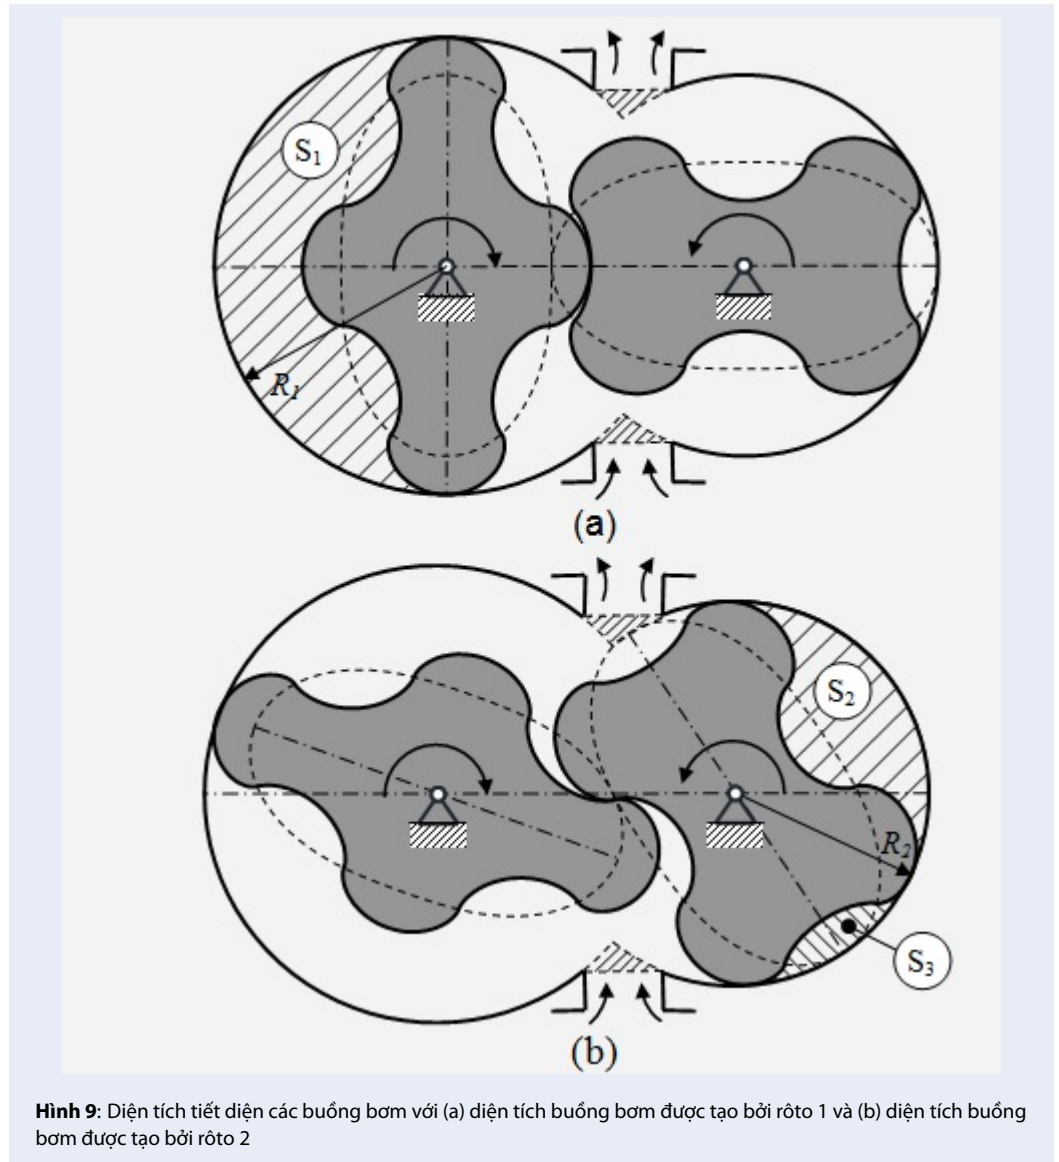 S1
R1
(a)
S2
R2
S3
(b)
Hình 9: Diện tích tiết diện các buồng bơm với (a) diện tích buồng bơm được tạo bởi rôto 1 và (b) diện tích buồng
bơm được tạo bởi rôto 2